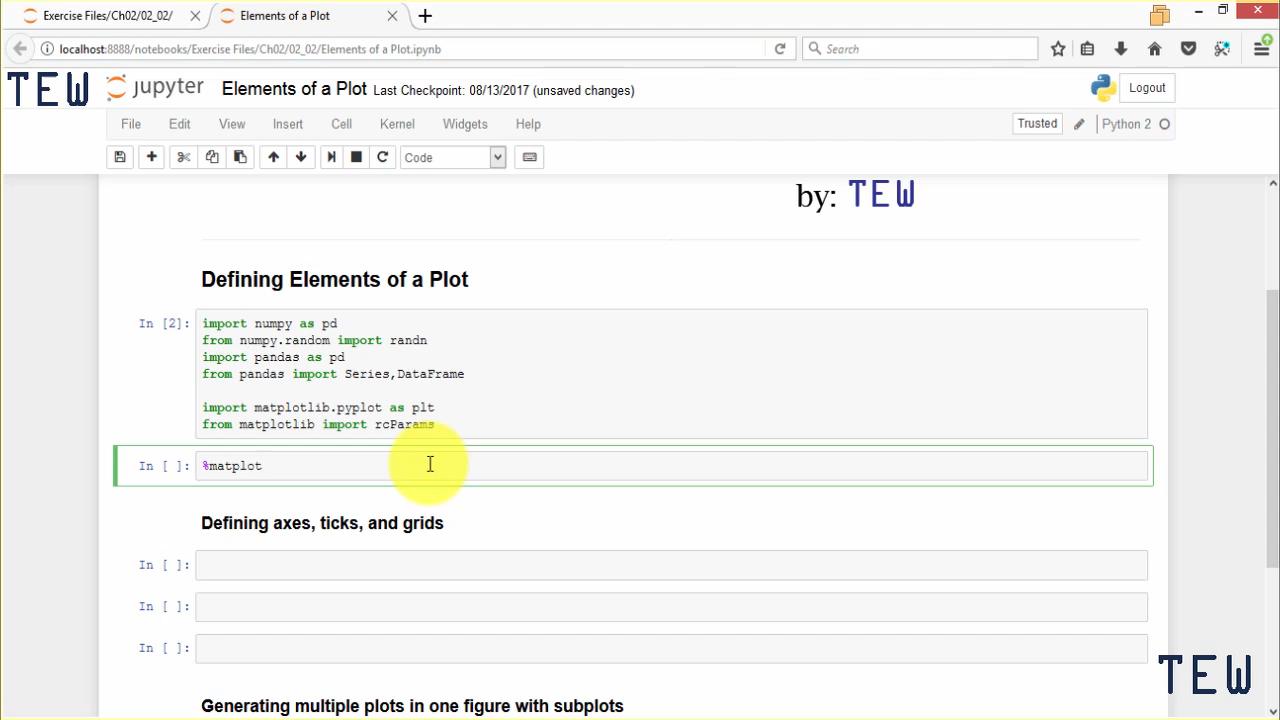 Exercise Files/Ch02/02_02/
Elements of a Plot
localhost:8888/notebooks/Exercise Files/Ch02/02_02/Elements of a Plot.ipynb
Search
TEW
jupyter
Elements of a Plot Last Checkpoint: 08/13/2017 (unsaved changes)
Logout
File Edit View Insert Cell Kernel Widgets Help
Trusted
Python 2
Code
by: TEW
Defining Elements of a Plot
In [2]:
import numpy as pd
from numpy.random import randn
import pandas as pd
from pandas import Series,DataFrame
import matplotlib.pyplot as plt
from matplotlib import rcParams
In [ ]:
%matplot
Defining axes, ticks, and grids
In [ ]:
In [ ]:
In [ ]:
TEW
Generating multiple plots in one figure with subplots